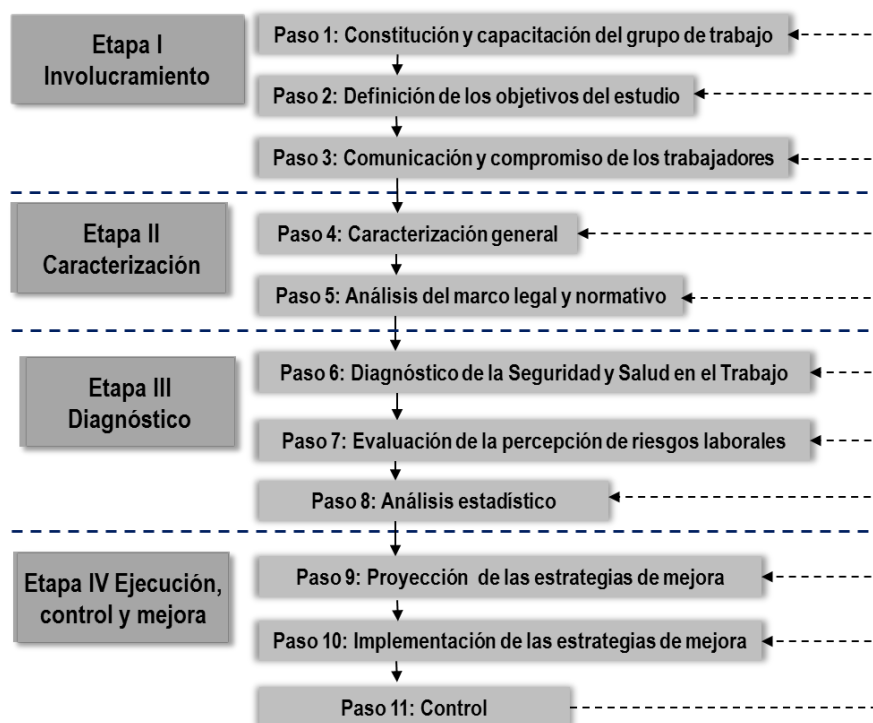 Etapa I
Involucramiento
Paso 1: Constitución y capacitación del grupo de trabajo
Paso 2: Definición de los objetivos del estudio
Paso 3: Comunicación y compromiso de los trabajadores
Etapa II
Caracterización
Paso 4: Caracterización general
Paso 5: Análisis del marco legal y normativo
Etapa III
Diagnóstico
Paso 6: Diagnóstico de la Seguridad y Salud en el Trabajo
Paso 7: Evaluación de la percepción de riesgos laborales
Paso 8: Análisis estadístico
Etapa IV Ejecución,
control y mejora
Paso 9: Proyección de las estrategias de mejora
Paso 10: Implementación de las estrategias de mejora
Paso 11: Control